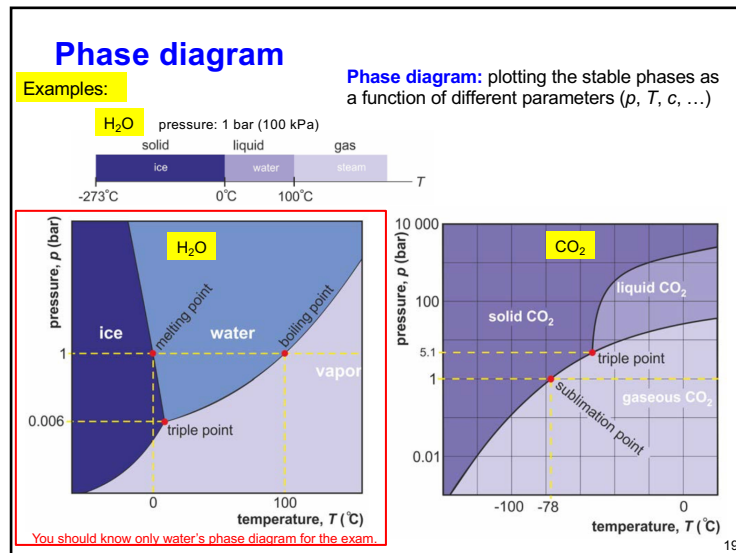 Phase diagram
Examples:
Phase diagram: plotting the stable phases as
a function of different parameters (p, T, c, …)
H₂O pressure: 1 bar (100 kPa)
solid liquid gas
ice water steam
T
-273°C 0°C 100°C
pressure, p (bar)
H₂O
ice
melting point
water
boiling point
vapor
1
0.006
triple point
0 100
temperature, T (°C)
You should know only water's phase diagram for the exam.
pressure, p (bar)
10 000
CO₂
liquid CO₂
100
solid CO₂
5.1
triple point
1
sublimation point
gaseous CO₂
0.01
-100 -78 0
temperature, T (°C)
19